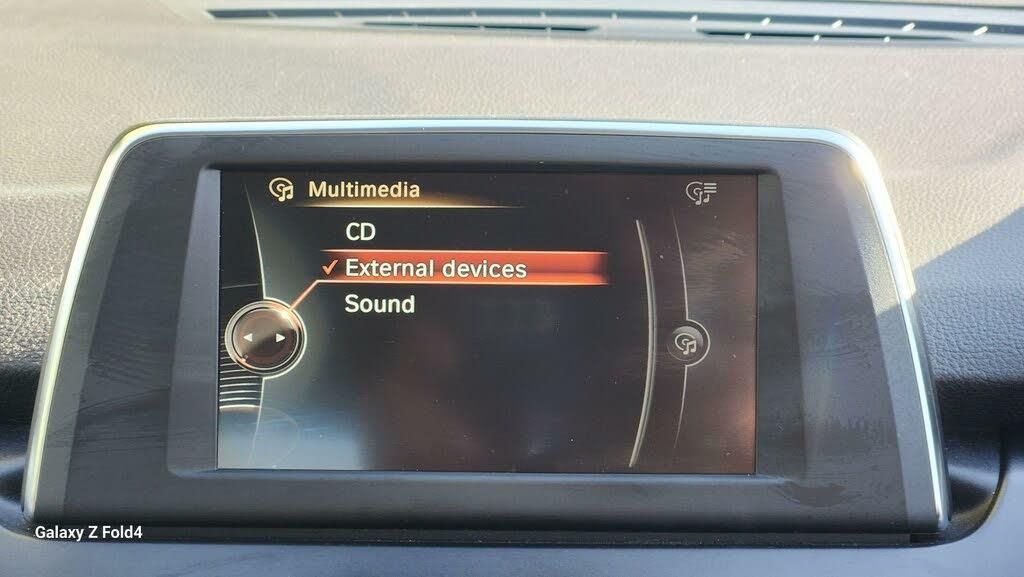 Multimedia
CD
External devices
Sound
Galaxy Z Fold4